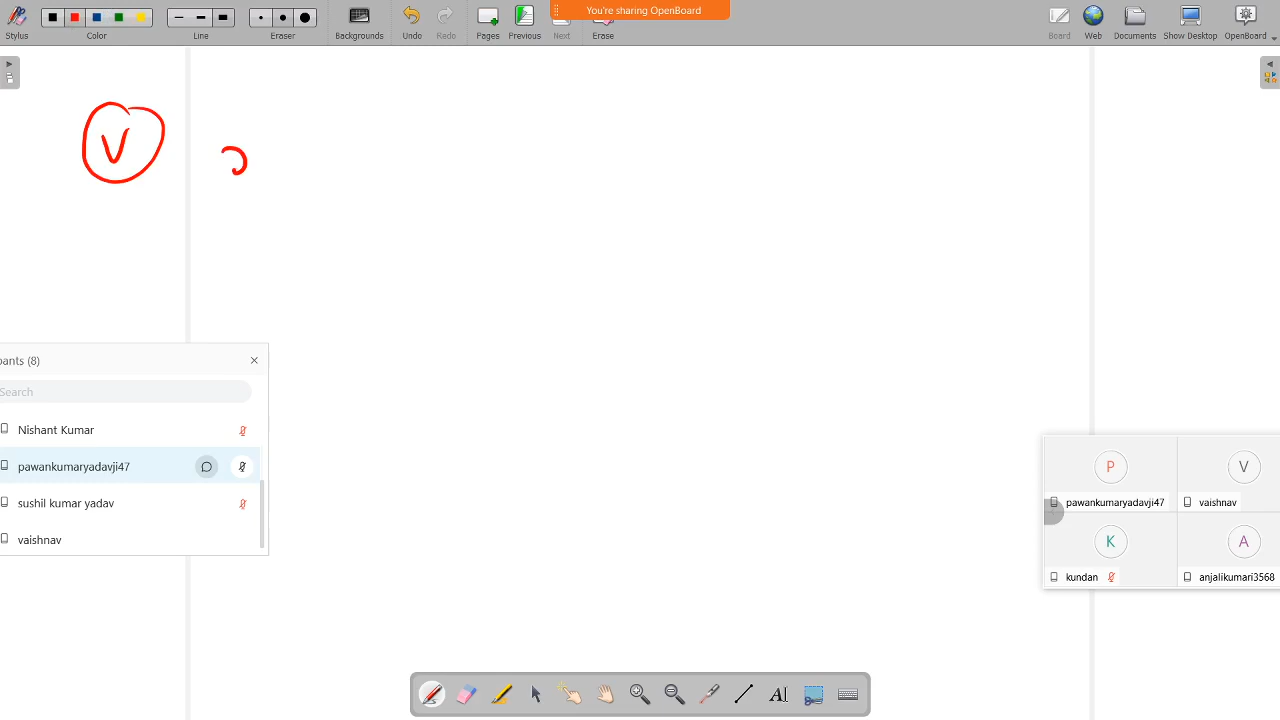 You're sharing OpenBoard
Stylus Color Line Eraser Backgrounds Undo Redo Pages Previous Next Erase Board Web Documents Show Desktop OpenBoard
V
pants (8)
Search
Nishant Kumar
pawankumaryadavji47
sushil kumar yadav
vaishnav
P V
pawankumaryadavji47 vaishnav
K A
kundan anjalikumari3568